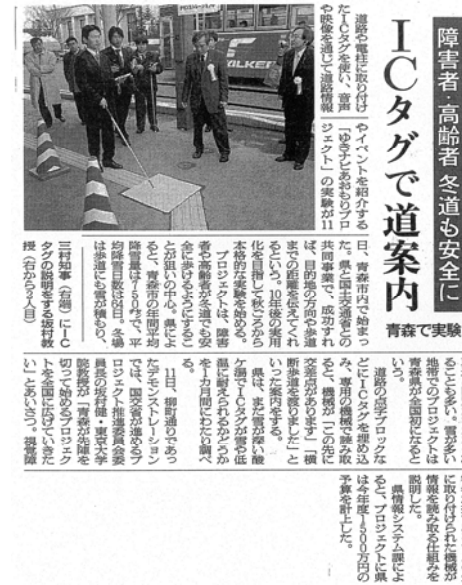 障害者・高齢者 冬道も安全に
ICタグで道案内
青森で実験
道路や電柱に取り付け
たICタグを使い、音声
や映像を通じて道路情報
やイベントを紹介する
「ゆきナビあおもりプロ
ジェクト」の実験が11
日、青森市内で始まっ
た。県と国土交通省との
共同事業で、成功すれ
ば、目的地の方向や歩道
までの距離を伝えてくれ
るという。10年後の実用
化を目指して秋ごろから
本格的な実験を始める。
プロジェクトは、障害
者や高齢者が冬道でも安
全に歩けるようにするこ
とが狙いの中心。県によ
ると、青森市の年間平均
降雪量は750㌢で、平
均降雪日数は64日。冬場
は歩道にも雪が積もり、
ることも多い。雪が多い
地帯でのプロジェクトは
青森県が全国初になると
いう。
道路の点字ブロックな
どにICタグを埋め込
み、専用の機械で読み取
ると、機械が「この先に
交差点があります」「横
断歩道を渡りました」と
いった案内をする。
県は、まだ雪が深い酸
ケ湯でICタグが雪や低
温に耐えられるかどうか
を1カ月間にわたり調べ
る。
11日、柳町通りであっ
たデモンストレーション
では、国交省が進めるプ
ロジェクト推進委員会委
員長の坂村健・東京大学
院教授が「青森が先陣を
切って始めるプロジェク
トを全国に広げていきた
い」とあいさつ。視覚障
に取り付けられた機械が
情報を読み取る仕組みを
説明した。
県情報システム課によ
ると、プロジェクトに県
は今年度1500万円の
予算を計上した。
三村知事(右端)にIC
タグの説明をする坂村教
授(右から3人目)
WALKER